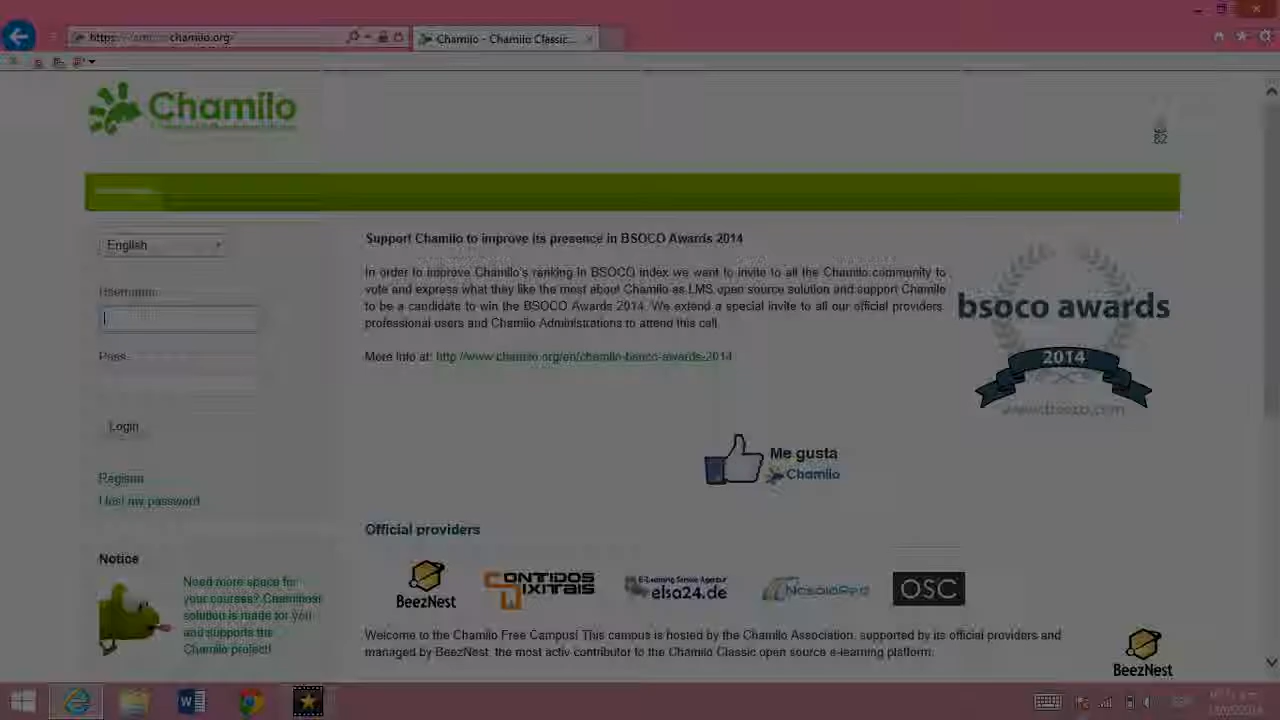 chamilo.org
Chamilo - Chamilo Classic...
Chamilo
82
English
Username
Pass
Login
Register
I lost my password
Notice
Need more space for
your courses?
solution is made for you
and supports the
Chamilo project!
Support Chamilo to improve its presence in BSOCO Awards 2014
In order to improve Chamilo's ranking in BSOCO index we want to invite to all the Chamilo community to
vote and express what they like the most about Chamilo as LMS open source solution and support Chamilo
to be a candidate to win the BSOCO Awards 2014. We extend a special invite to all our official providers,
professional users and Chamilo Administrations to attend this call.
More info at: http://www.chamilo.org/en/chamilo-bsoco-awards-2014
bsoco awards
2014
Me gusta
Chamilo
Official providers
BeezNest
CONTIDOS
DIXITAIS
E-Learning Service Agentur
elsa24.de
NosoloRed
OSC
Welcome to the Chamilo Free Campus! This campus is hosted by the Chamilo Association, supported by its official providers and
managed by BeezNest, the most activ contributor to the Chamilo Classic open source e-learning platform.
BeezNest